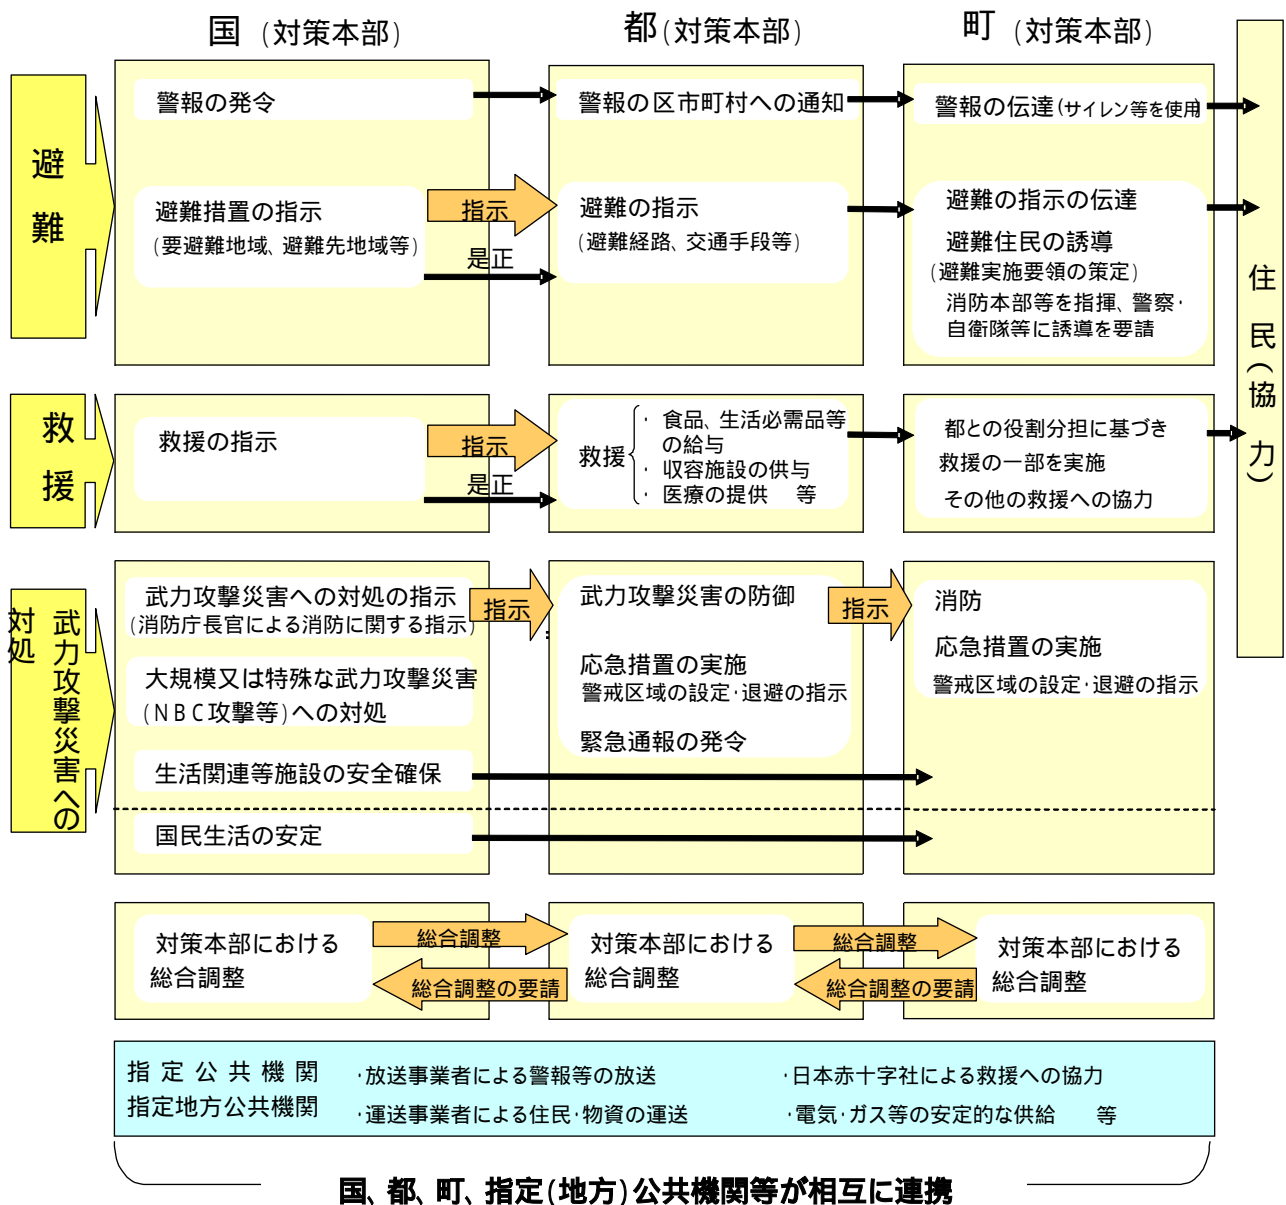 国 (対策本部)
都(対策本部)
町 (対策本部)
避難
警報の発令
警報の区市町村への通知
警報の伝達(サイレン等を使用)
避難措置の指示
(要避難地域、避難先地域等)
指示
是正
避難の指示
(避難経路、交通手段等)
避難の指示の伝達
避難住民の誘導
(避難実施要領の策定)
消防本部等を指揮、警察・
自衛隊等に誘導を要請
住民(協力)
救援
救援の指示
指示
是正
救援
・ 食品、生活必需品等
の給与
・ 収容施設の供与
・ 医療の提供 等
都との役割分担に基づき
救援の一部を実施
その他の救援への協力
武力攻撃災害への
対処
武力攻撃災害への対処の指示
(消防庁長官による消防に関する指示)
指示
武力攻撃災害の防御
指示
消防
大規模又は特殊な武力攻撃災害
(NBC攻撃等)への対処
応急措置の実施
警戒区域の設定・退避の指示
緊急通報の発令
応急措置の実施
警戒区域の設定・退避の指示
生活関連等施設の安全確保
国民生活の安定
対策本部における
総合調整
総合調整
総合調整の要請
対策本部における
総合調整
総合調整
総合調整の要請
対策本部における
総合調整
指定公共機関
指定地方公共機関
・放送事業者による警報等の放送
・日本赤十字社による救援への協力
・運送事業者による住民・物資の運送
・電気・ガス等の安定的な供給 等
国、都、町、指定(地方)公共機関等が相互に連携